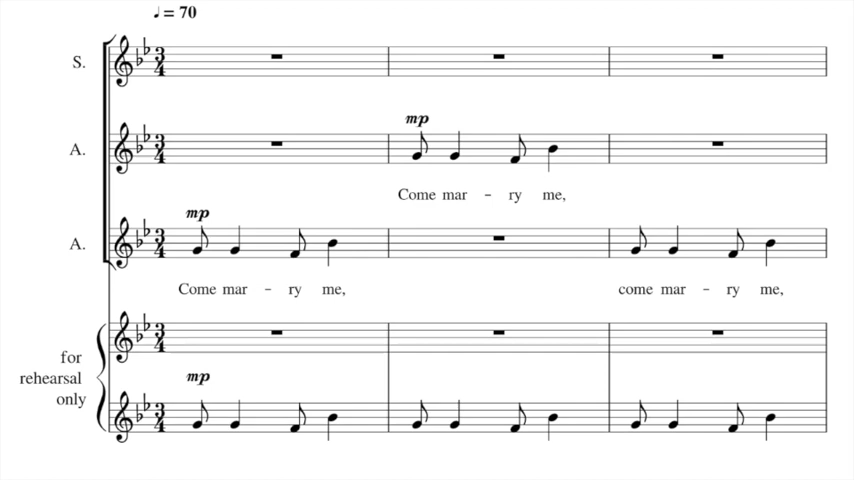 ♩ = 70
S.
mp
A.
Come mar - ry me,
mp
A.
Come mar - ry me, come mar - ry me,
for
rehearsal
only
mp